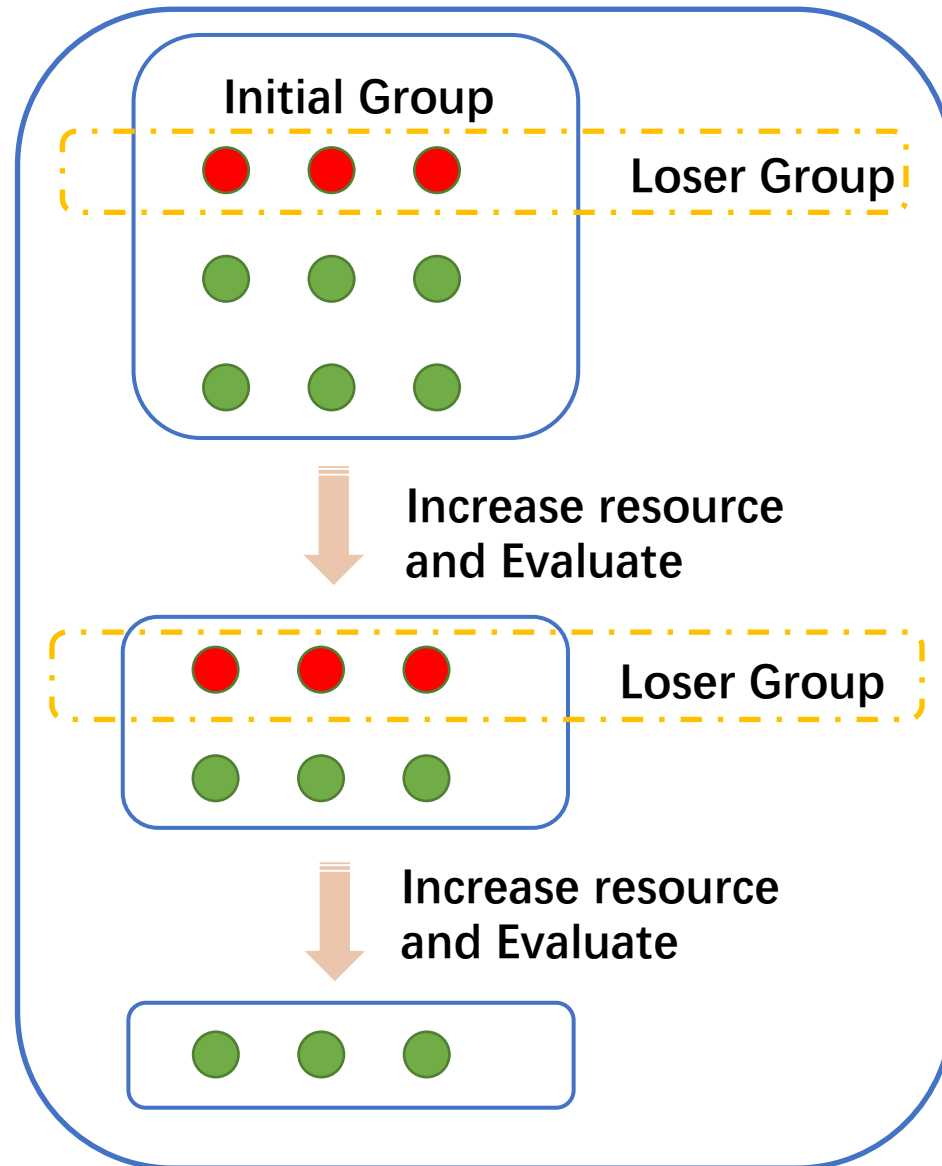 Initial Group
Loser Group
Increase resource
and Evaluate
Loser Group
Increase resource
and Evaluate